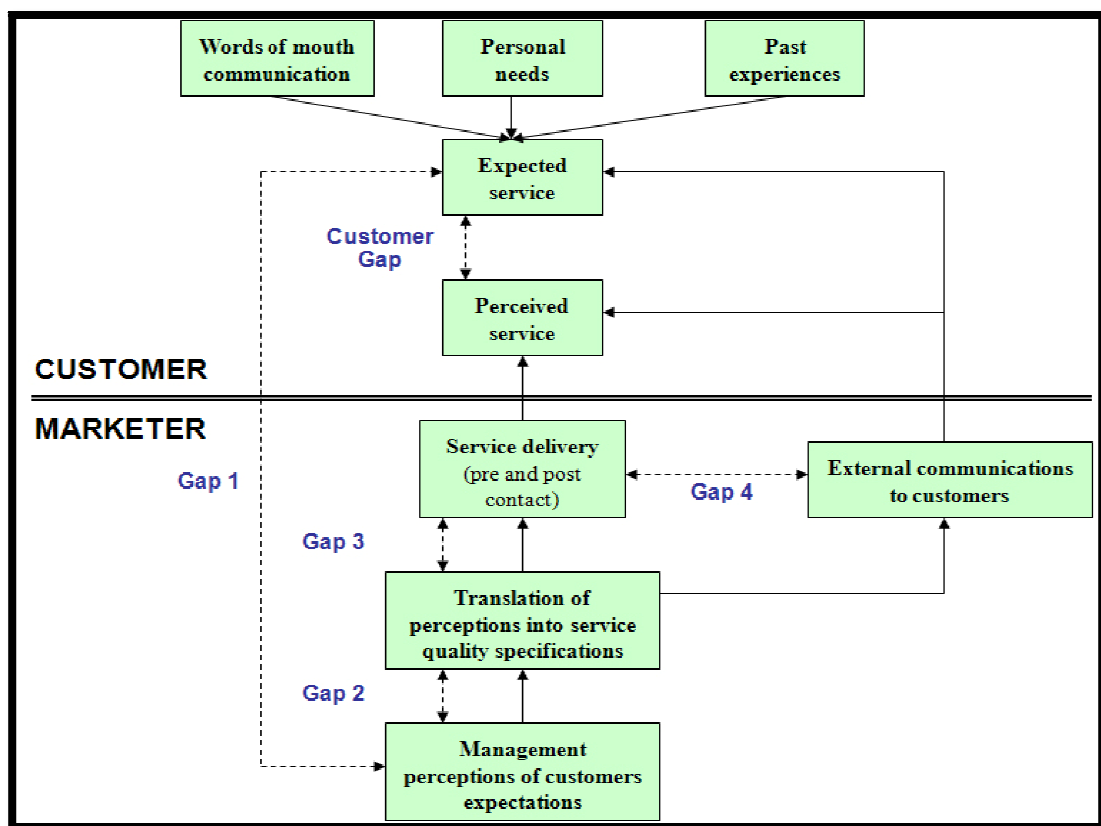 Words of mouth
communication
Personal
needs
Past
experiences
Expected
service
Customer
Gap
Perceived
service
CUSTOMER
MARKETER
Service delivery
(pre and post
contact)
External communications
to customers
Gap 1
Gap 4
Gap 3
Translation of
perceptions into service
quality specifications
Gap 2
Management
perceptions of customers
expectations